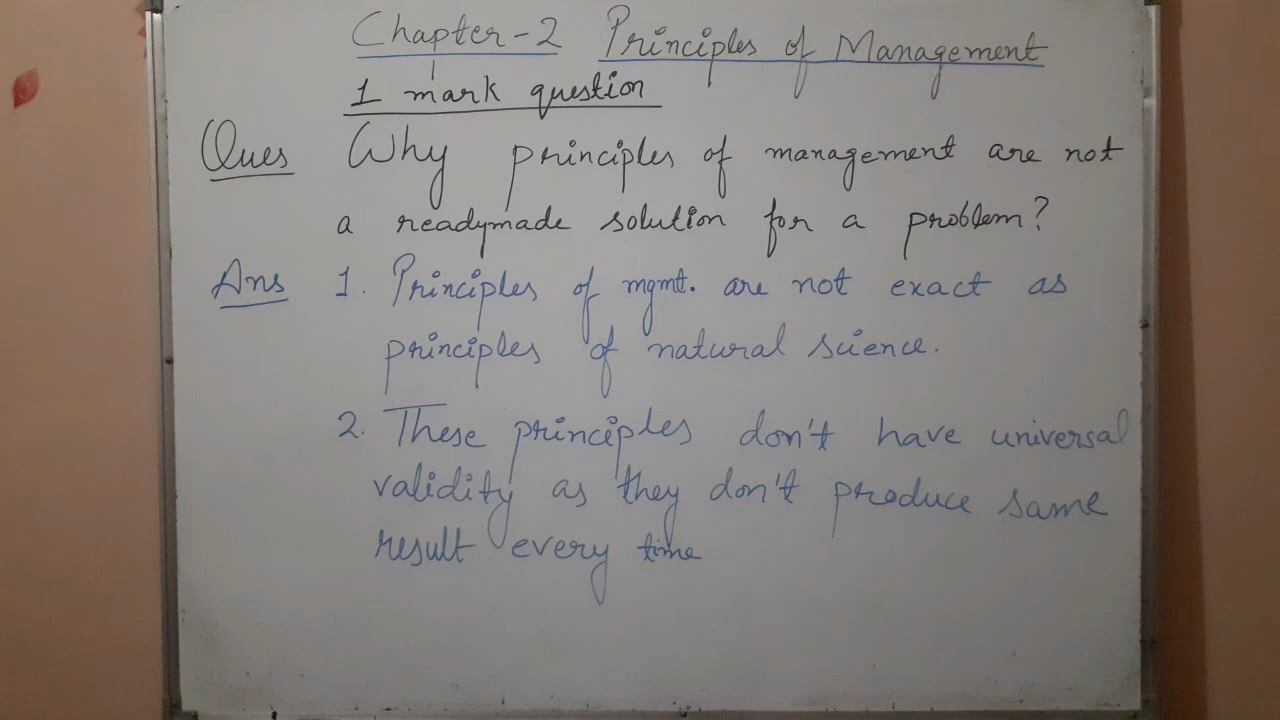 Chapter-2 Principles of Management
1 mark question
Ques Why principles of management are not
a readymade solution for a problem?
Ans 1. Principles of mgmt. are not exact as
principles of natural science.
2. These principles don't have universal
validity as they don't produce same
result every time